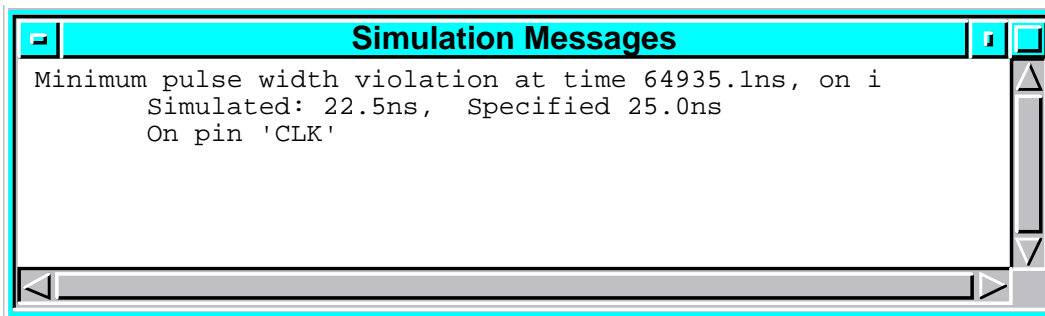 Simulation Messages
Minimum pulse width violation at time 64935.1ns, on i
Simulated: 22.5ns, Specified 25.0ns
On pin 'CLK'